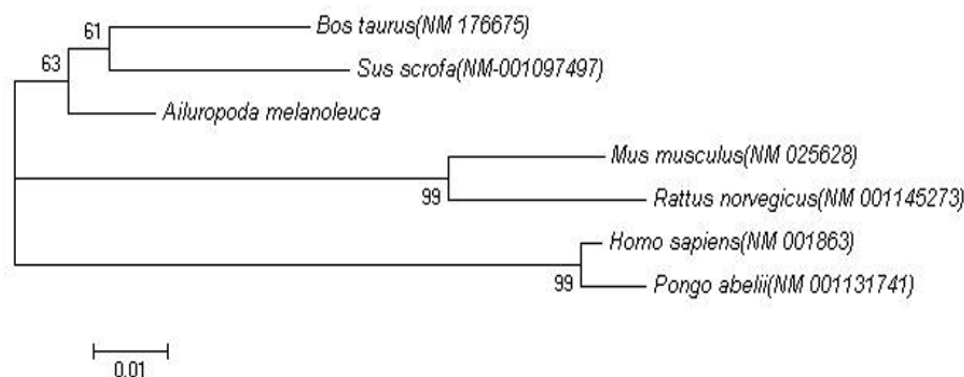 61
Bos taurus(NM 176675)
63
Sus scrofa(NM-001097497)
Ailuropoda melanoleuca
Mus musculus(NM 025628)
99
Rattus norvegicus(NM 001145273)
Homo sapiens(NM 001863)
99
Pongo abelii(NM 001131741)
0.01